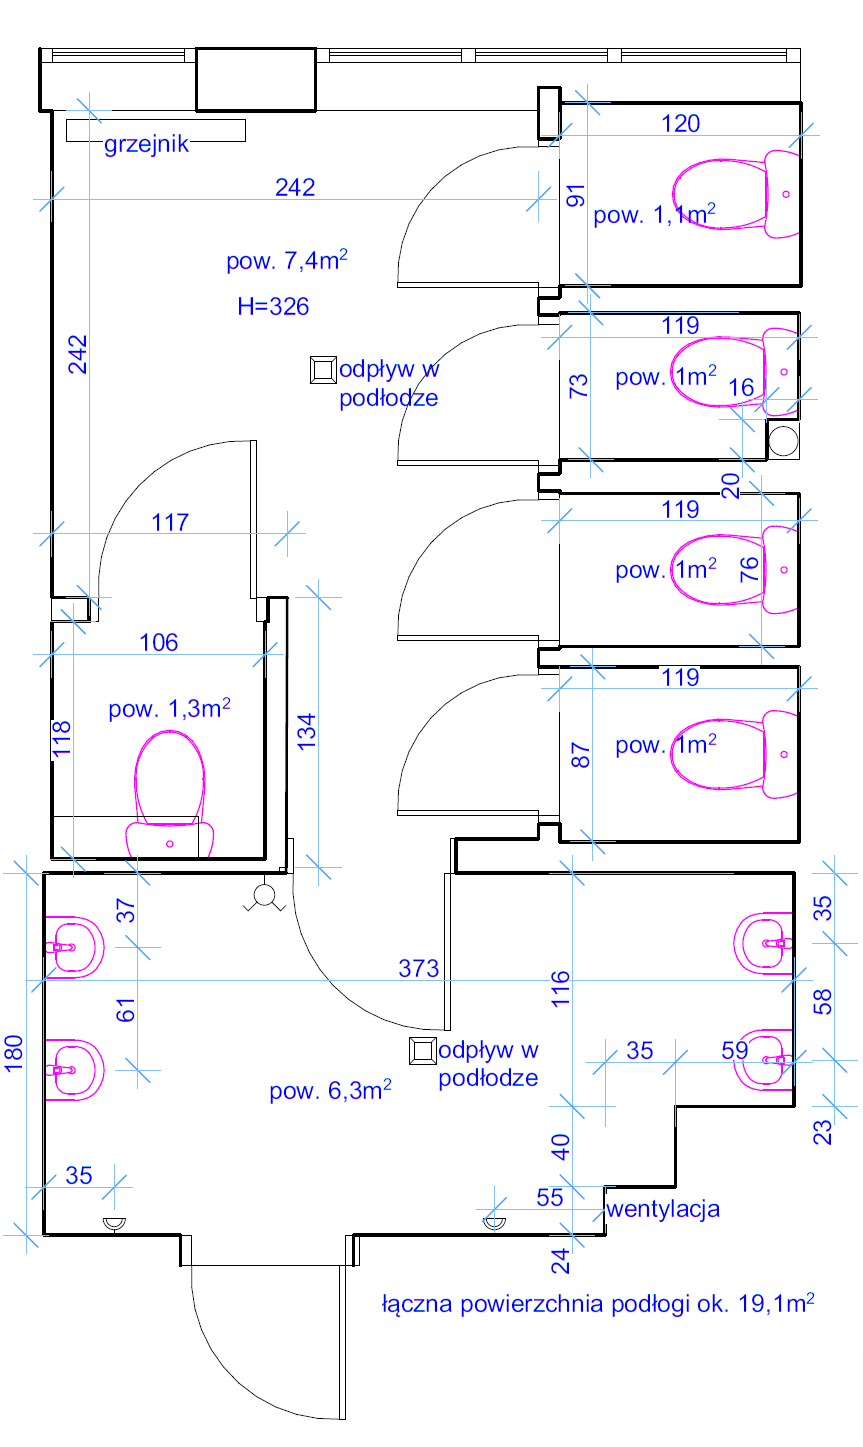 120
grzejnik
242
91
pow. 1,1m²
pow. 7,4m²
H=326
119
242
odpływ w
podłodze
73
pow. 1m²
16
20
117
119
pow. 1m²
76
106
119
pow. 1,3m²
118
134
87
pow. 1m²
37
35
373
116
61
58
180
odpływ w
podłodze
35
59
pow. 6,3m²
23
40
35
55
wentylacja
24
łączna powierzchnia podłogi ok. 19,1m²